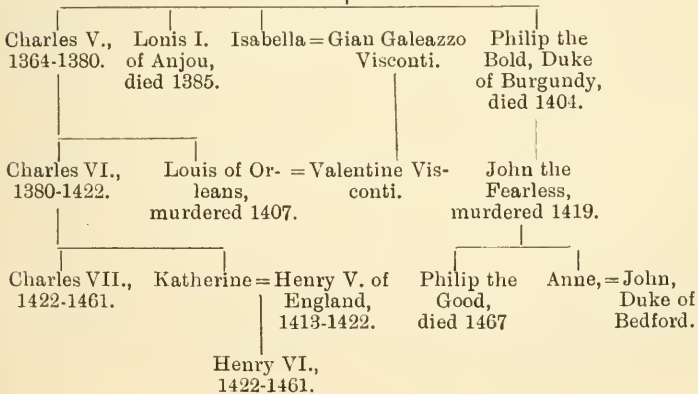 Charles V., Lonis I. Isabella = Gian Galeazzo Philip the
1364-1380. of Anjou, Visconti. Bold, Duke
died 1385. of Burgundy,
died 1404.
Charles VI., Louis of Or- = Valentine Vis- John the
1380-1422. leans, conti. Fearless,
murdered 1407. murdered 1419.
Charles VII., Katherine = Henry V. of Philip the Anne, = John,
1422-1461. England, Good, Duke of
1413-1422. died 1467 Bedford.
Henry VI.,
1422-1461.